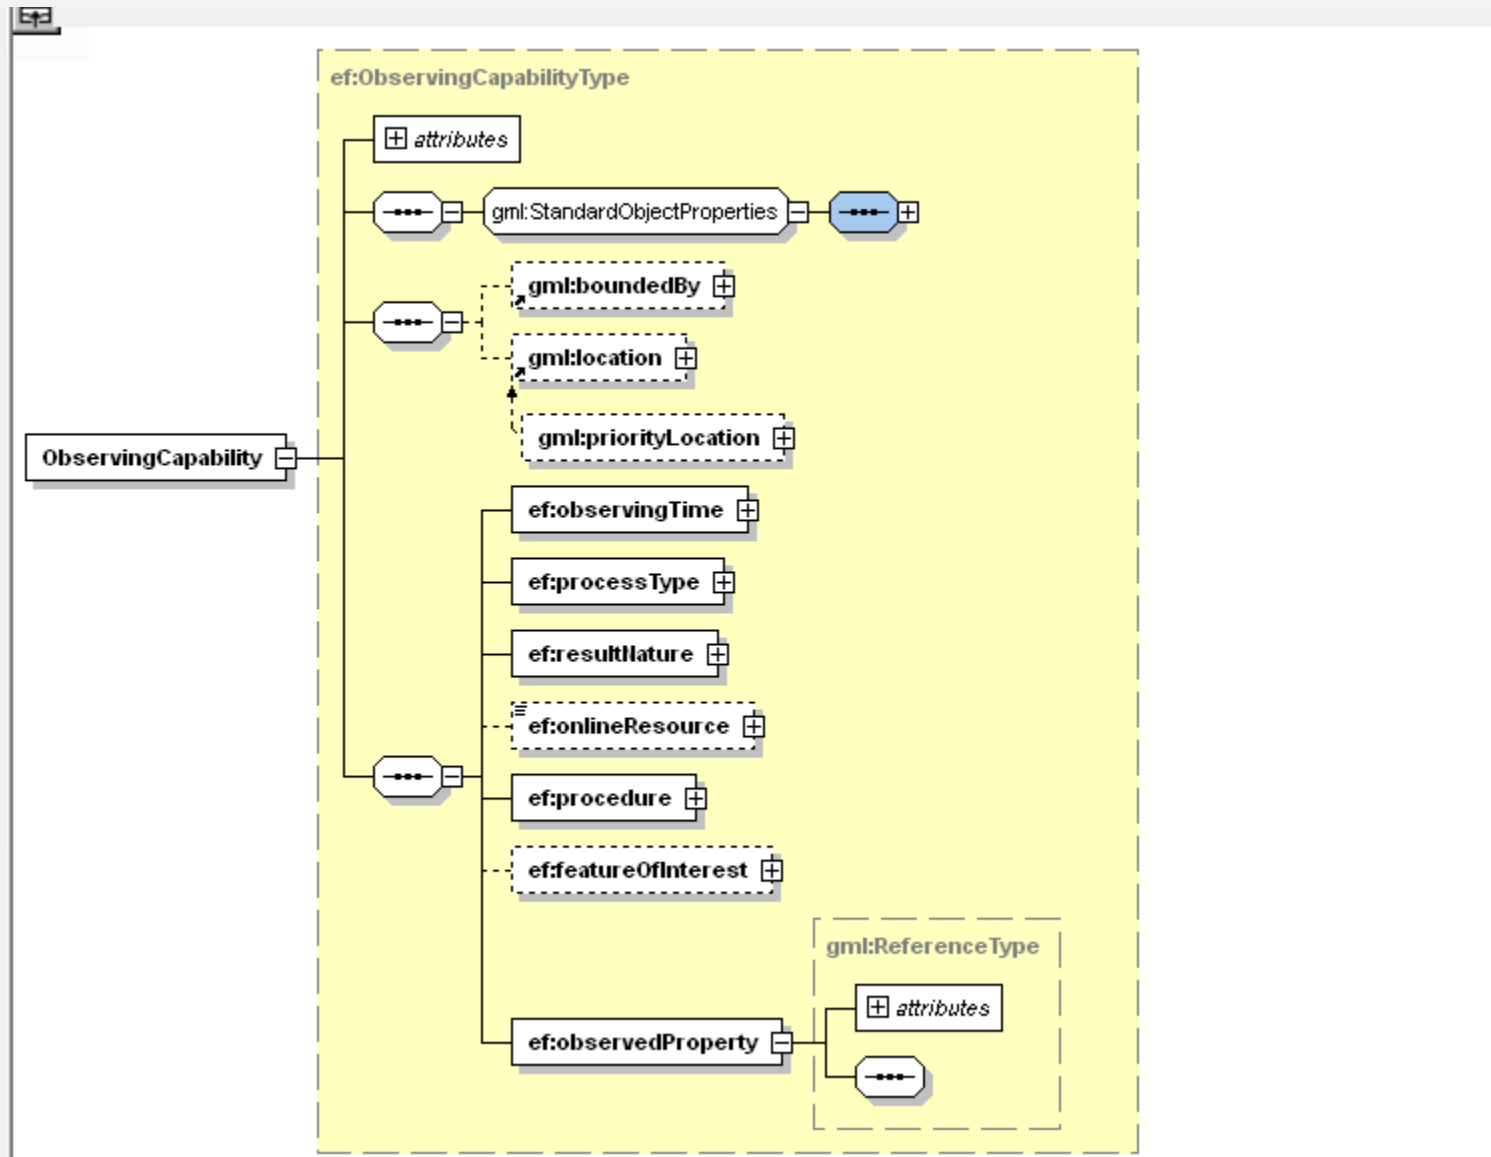 ef:ObservingCapabilityType
attributes
gml:StandardObjectProperties
gml:boundedBy
gml:location
gml:priorityLocation
ObservingCapability
ef:observingTime
ef:processType
ef:resultNature
ef:onlineResource
ef:procedure
ef:featureOfInterest
gml:ReferenceType
attributes
ef:observedProperty